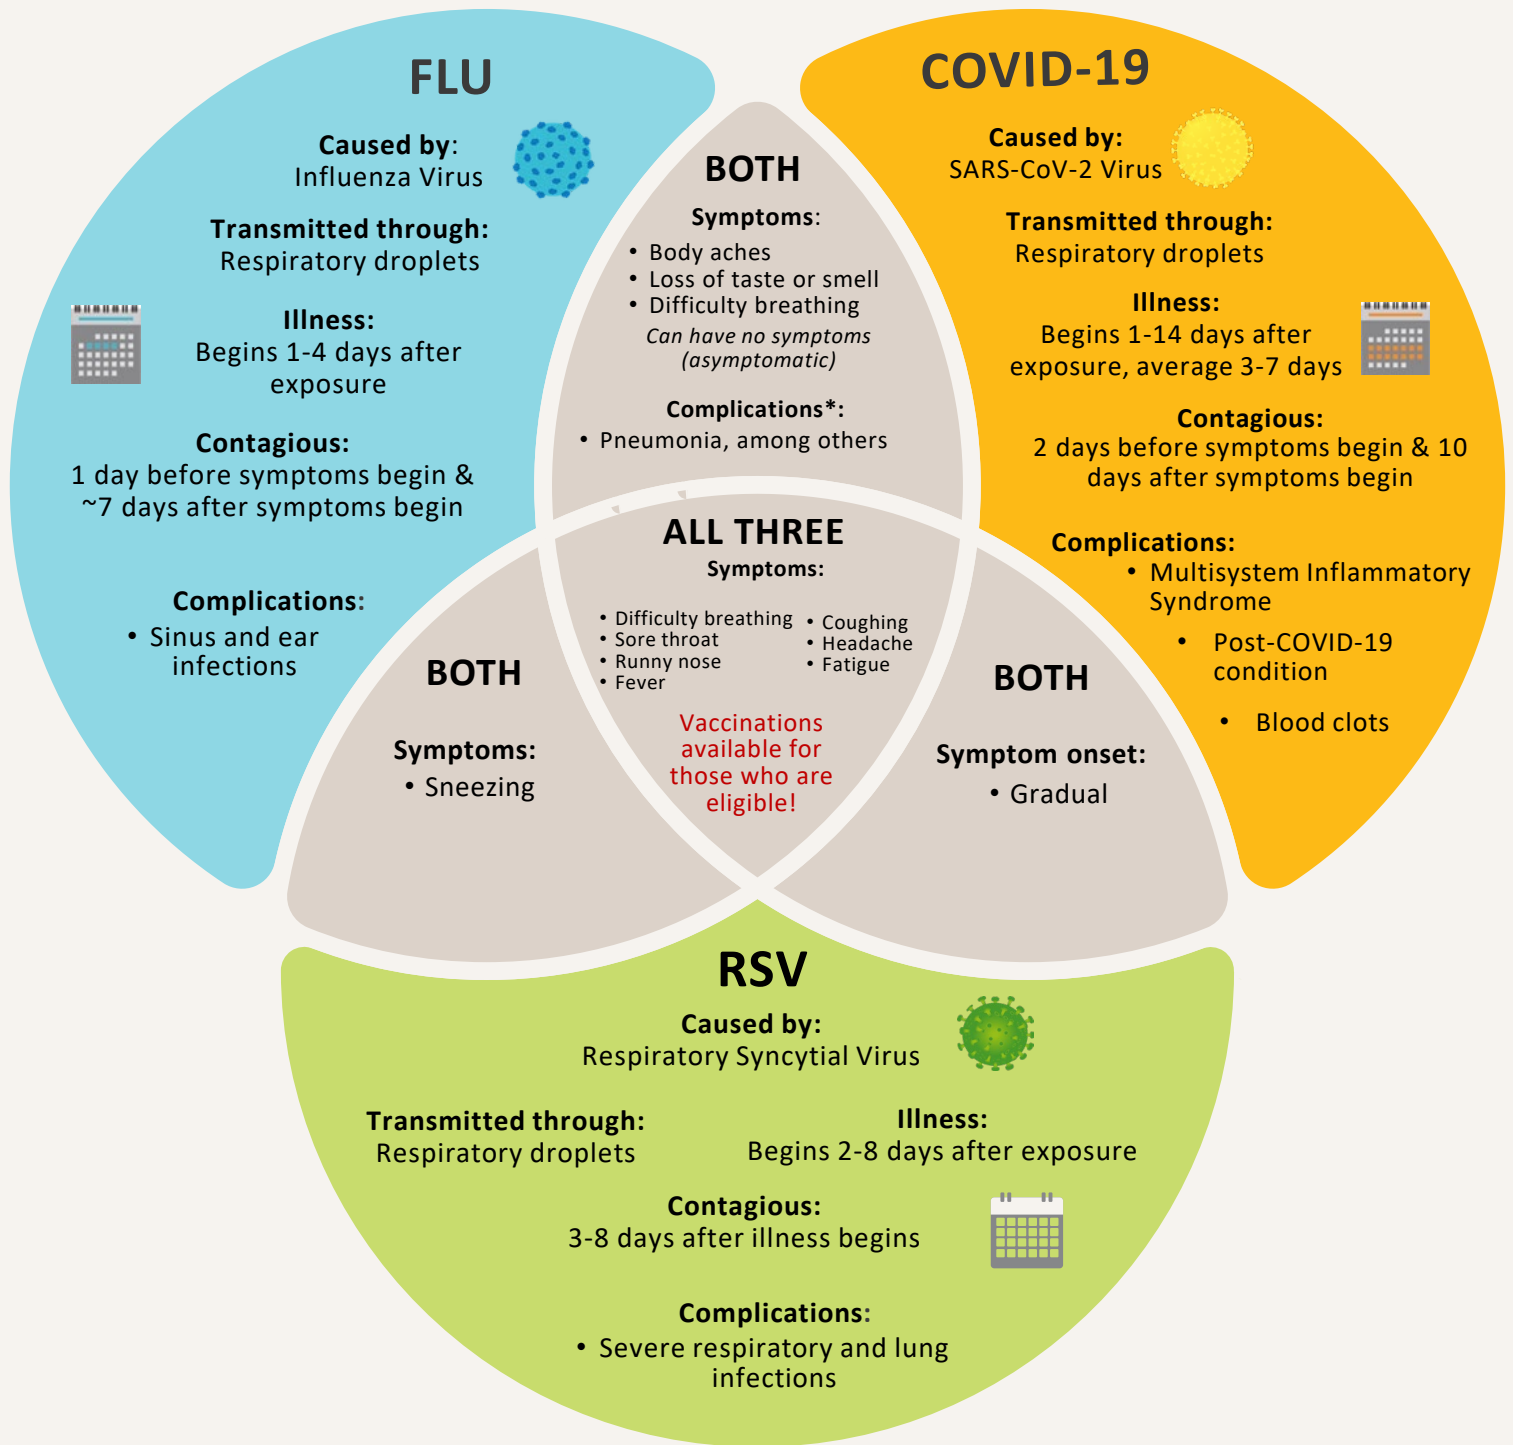 FLU
Caused by:
Influenza Virus
Transmitted through:
Respiratory droplets
Illness:
Begins 1-4 days after
exposure
Contagious:
1 day before symptoms begin &
~7 days after symptoms begin
Complications:
• Sinus and ear
infections
BOTH
Symptoms:
• Body aches
• Loss of taste or smell
• Difficulty breathing
Can have no symptoms
(asymptomatic)
Complications*:
• Pneumonia, among others
COVID-19
Caused by:
SARS-CoV-2 Virus
Transmitted through:
Respiratory droplets
Illness:
Begins 1-14 days after
exposure, average 3-7 days
Contagious:
2 days before symptoms begin & 10
days after symptoms begin
Complications:
• Multisystem Inflammatory
Syndrome
• Post-COVID-19
condition
• Blood clots
ALL THREE
Symptoms:
• Difficulty breathing
• Sore throat
• Runny nose
• Fever
• Coughing
• Headache
• Fatigue
Vaccinations
available for
those who are
eligible!
BOTH
Symptoms:
• Sneezing
BOTH
Symptom onset:
• Gradual
RSV
Caused by:
Respiratory Syncytial Virus
Transmitted through:
Respiratory droplets
Illness:
Begins 2-8 days after exposure
Contagious:
3-8 days after illness begins
Complications:
• Severe respiratory and lung
infections